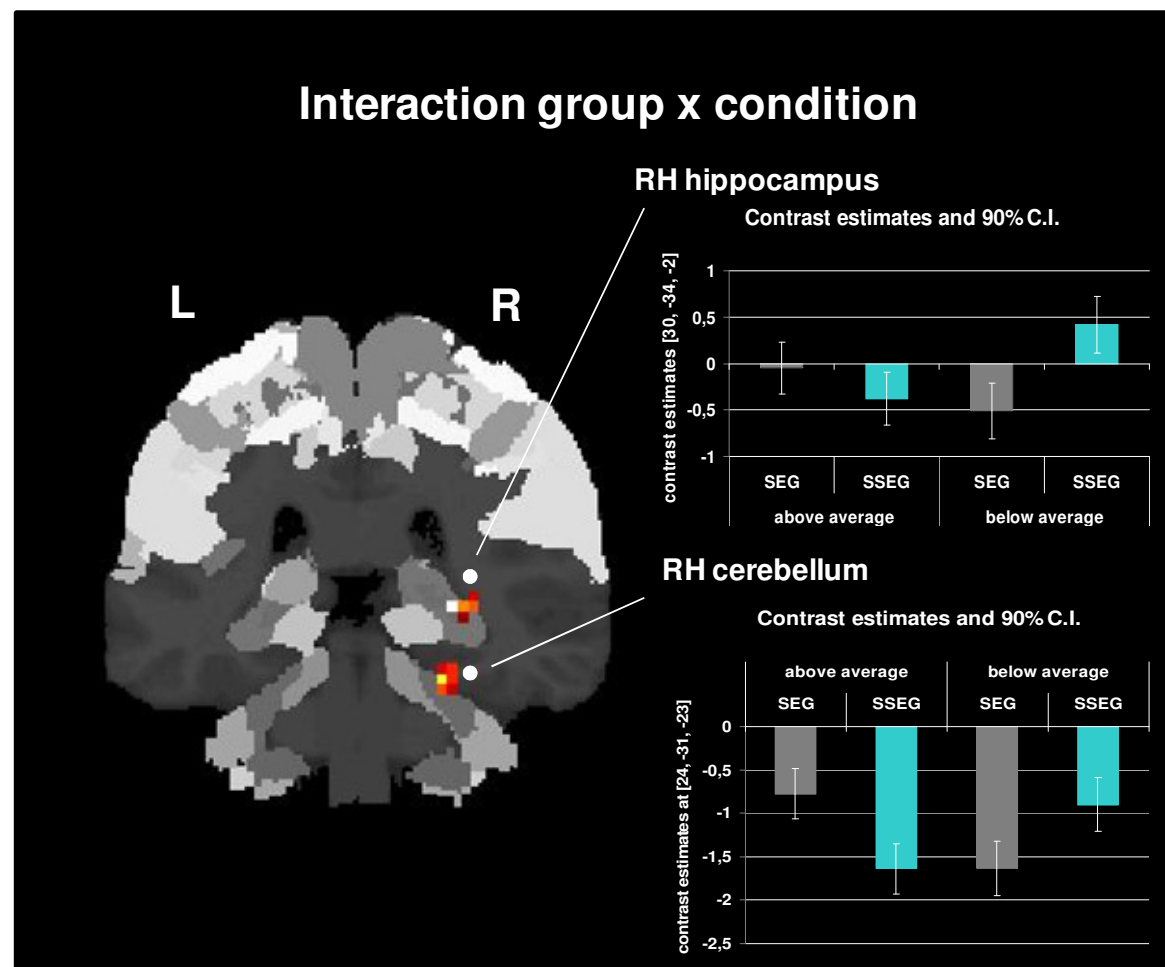 Interaction group x condition
RH hippocampus
Contrast estimates and 90% C.I.
L
R
contrast estimates [30, -34, -2]
1
0,5
0
-0,5
-1
SEG SSEG SEG SSEG
above average below average
RH cerebellum
Contrast estimates and 90% C.I.
contrast estimates at [24, -31, -23]
above average below average
SEG SSEG SEG SSEG
0
-0,5
-1
-1,5
-2
-2,5